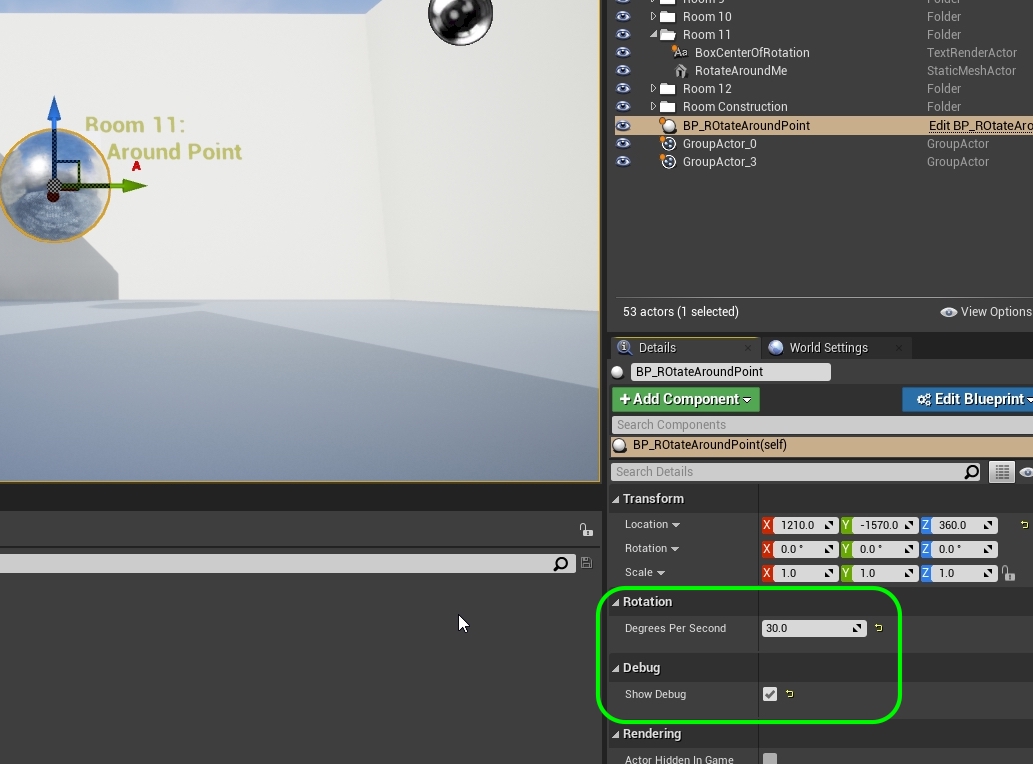 Room 10
Folder
Room 11
Folder
BoxCenterOfRotation
TextRenderActor
RotateAroundMe
StaticMeshActor
Room 12
Folder
Room Construction
Folder
BP_ROtateAroundPoint
Edit BP_ROtateAro
GroupActor_0
GroupActor
GroupActor_3
GroupActor
Room 11:
Around Point
A
53 actors (1 selected)
View Options
Details
World Settings
BP_ROtateAroundPoint
+ Add Component
Edit Blueprint
Search Components
BP_ROtateAroundPoint(self)
Search Details
Transform
Location
X 1210.0 Y -1570.0 Z 360.0
Rotation
X 0.0 ° Y 0.0 ° Z 0.0 °
Scale
X 1.0 Y 1.0 Z 1.0
Rotation
Degrees Per Second
30.0
Debug
Show Debug
Rendering
Actor Hidden In Game